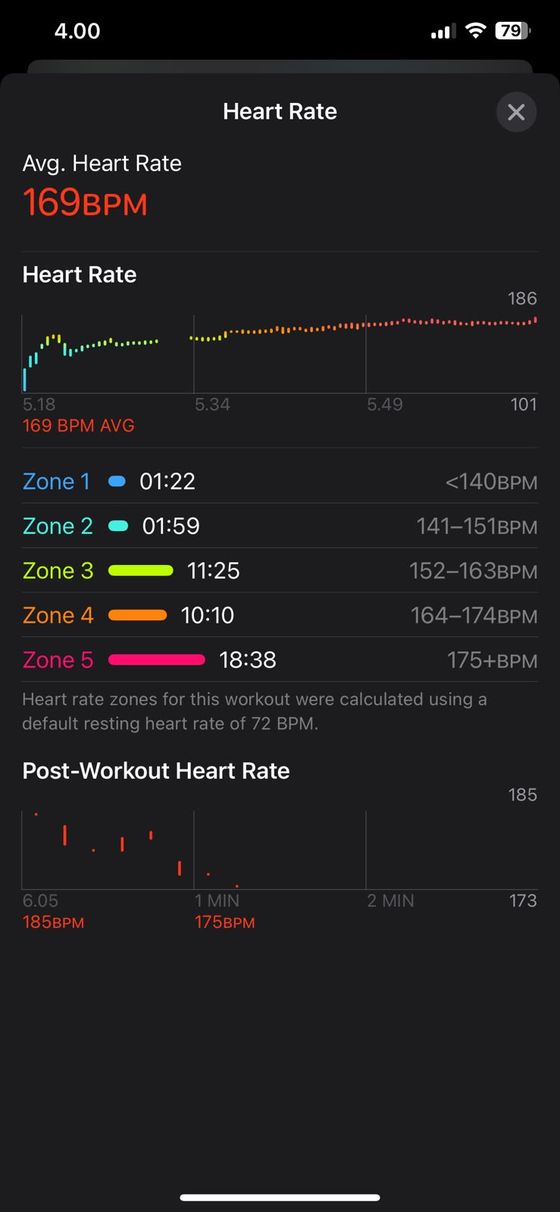 4.00
79
Heart Rate
Avg. Heart Rate
169BPM
Heart Rate
186
5.18 5.34 5.49 101
169 BPM AVG
Zone 1 01:22 <140BPM
Zone 2 01:59 141–151BPM
Zone 3 11:25 152–163BPM
Zone 4 10:10 164–174BPM
Zone 5 18:38 175+BPM
Heart rate zones for this workout were calculated using a
default resting heart rate of 72 BPM.
Post-Workout Heart Rate
185
6.05 1 MIN 2 MIN 173
185BPM 175BPM